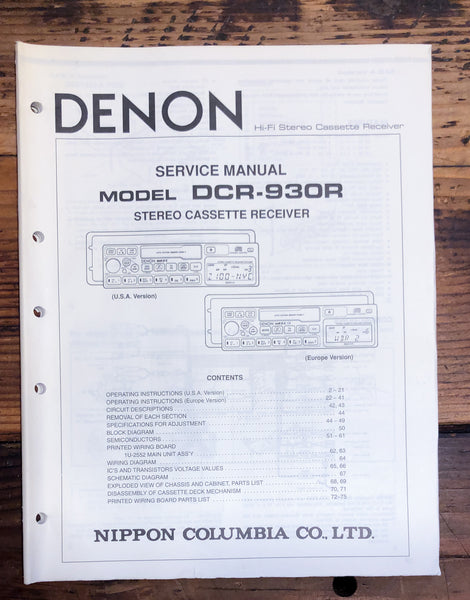 DENON
Hi-Fi Stereo Cassette Receiver
SERVICE MANUAL
MODEL DCR-930R
STEREO CASSETTE RECEIVER
DENON
(U.S.A. Version)
DENON
WDR 2
(Europe Version)
CONTENTS
OPERATING INSTRUCTIONS (U.S.A. Version) 2 – 21
OPERATING INSTRUCTIONS (Europe Version) 22 – 41
CIRCUIT DESCRIPTIONS 42, 43
REMOVAL OF EACH SECTION 44
SPECIFICATIONS FOR ADJUSTMENT 44 – 49
BLOCK DIAGRAM 50
SEMICONDUCTORS 51 – 61
PRINTED WIRING BOARD
1U-2552 MAIN UNIT ASS'Y 62, 63
WIRING DIAGRAM 64
IC'S AND TRANSISTORS VOLTAGE VALUES 65, 66
SCHEMATIC DIAGRAM 67
EXPLODED VIEW OF CHASSIS AND CABINET, PARTS LIST 68, 69
DISASSEMBLY OF CASSETTE DECK MECHANISM 70, 71
PRINTED WIRING BOARD PARTS LIST 72–75
NIPPON COLUMBIA CO., LTD.